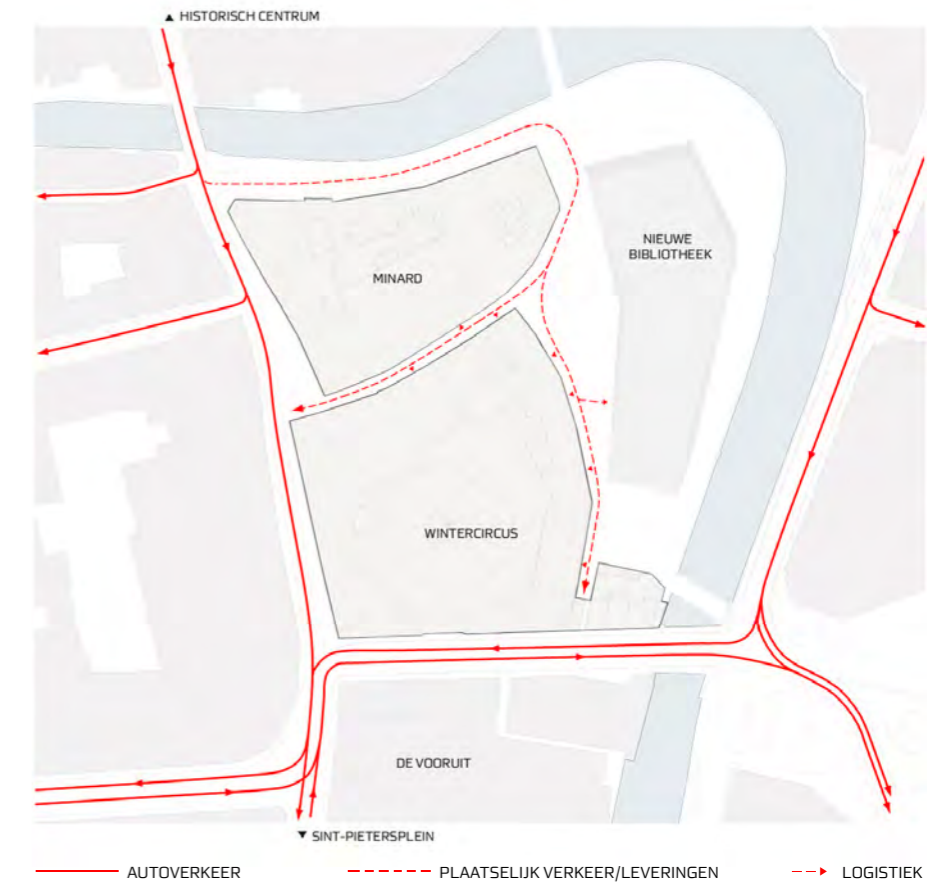 ▲ HISTORISCH CENTRUM
NIEUWE
BIBLIOTHEEK
MINARD
WINTERCIRCUS
DE VOORUIT
▼ SINT-PIETERSPLEIN
AUTOVERKEER
PLAATSELIJK VERKEER/LEVERINGEN
LOGISTIEK